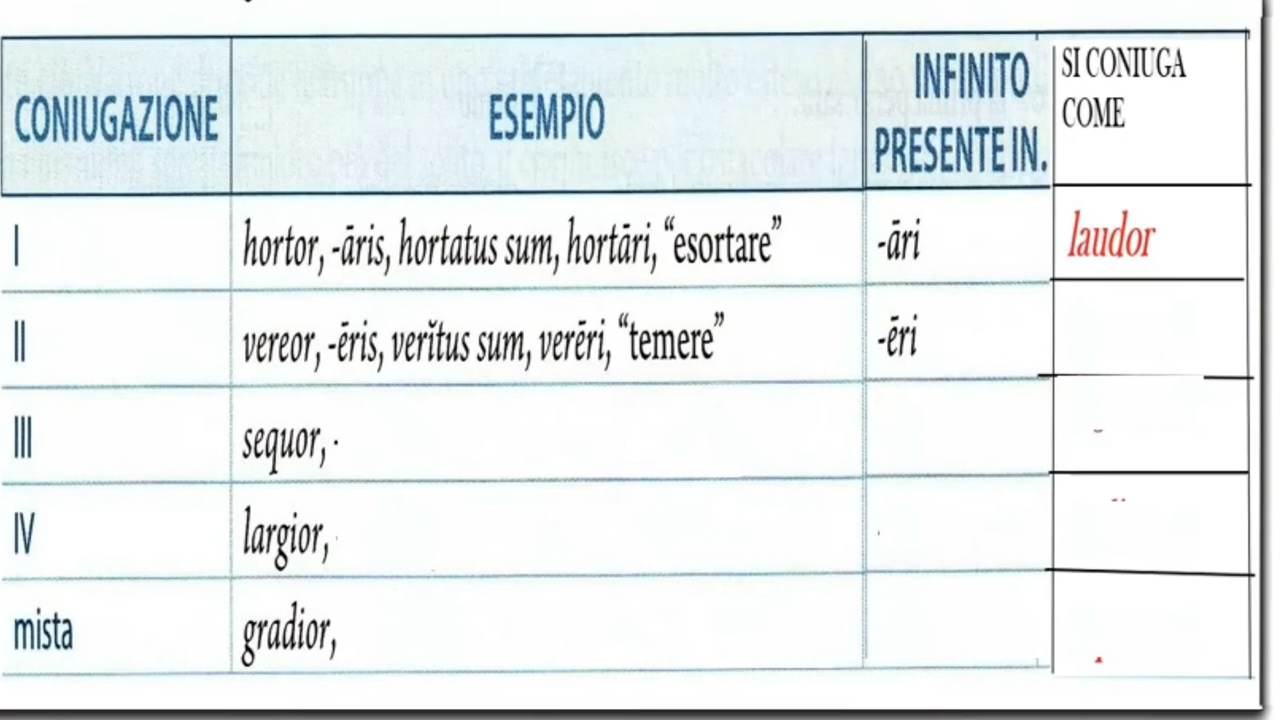 CONIUGAZIONE ESEMPIO INFINITO PRESENTE IN. SI CONIUGA COME
I hortor, -āris, hortatus sum, hortāri, “esortare” -āri laudor
II vereor, -ēris, verĭtus sum, verēri, “temere” -ēri
III sequor,
IV largior,
mista gradior,